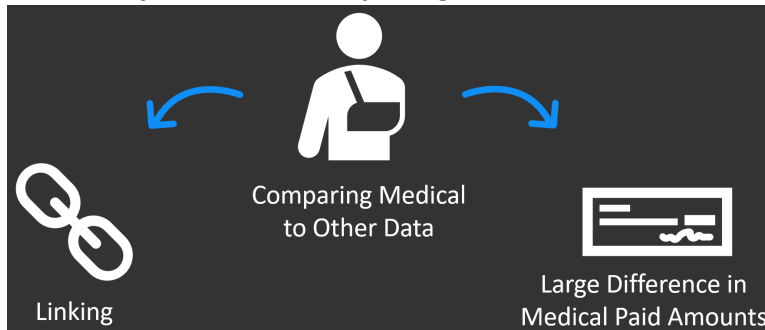 Comparing Medical
to Other Data
Linking
Large Difference in
Medical Paid Amounts